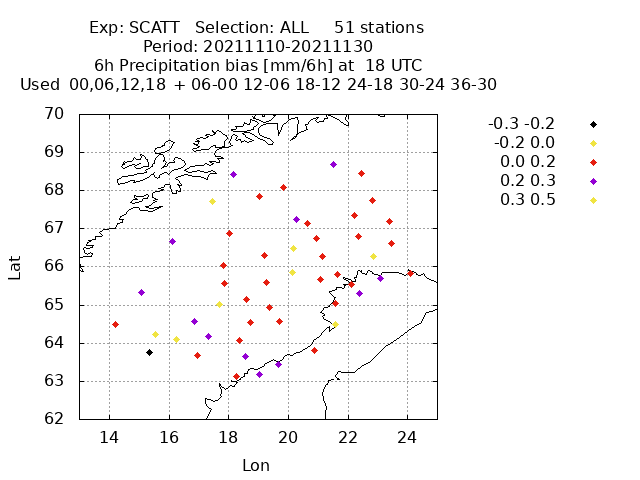 Exp: SCATT   Selection: ALL     51 stations
Period: 20211110-20211130
6h Precipitation bias [mm/6h] at  18 UTC
Used  00,06,12,18  + 06-00 12-06 18-12 24-18 30-24 36-30
-0.3 -0.2
-0.2 0.0
0.0 0.2
0.2 0.3
0.3 0.5
70
69
68
67
66
65
64
63
62
Lat
14 16 18 20 22 24
Lon